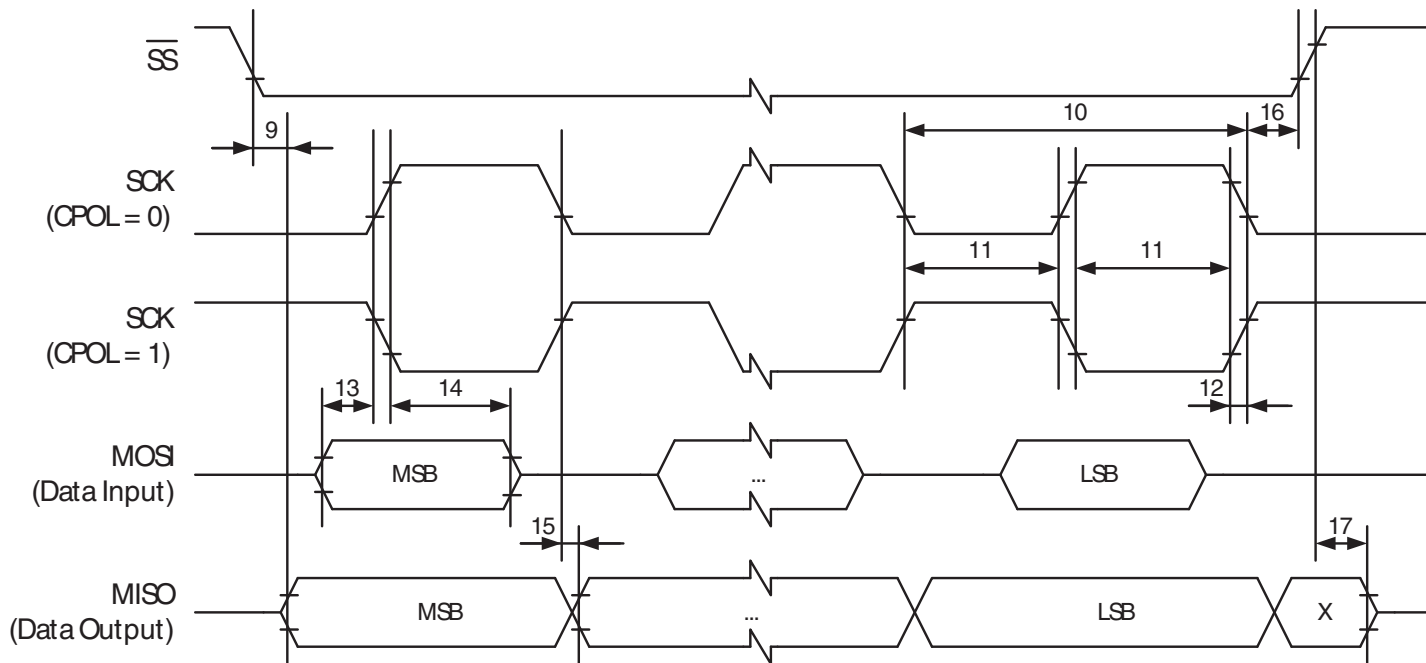 SS
9
10
16
SCK
(CPOL = 0)
11
11
SCK
(CPOL = 1)
13
14
12
MOSI
(Data Input)
MSB
...
LSB
15
17
MISO
(Data Output)
MSB
...
LSB
X